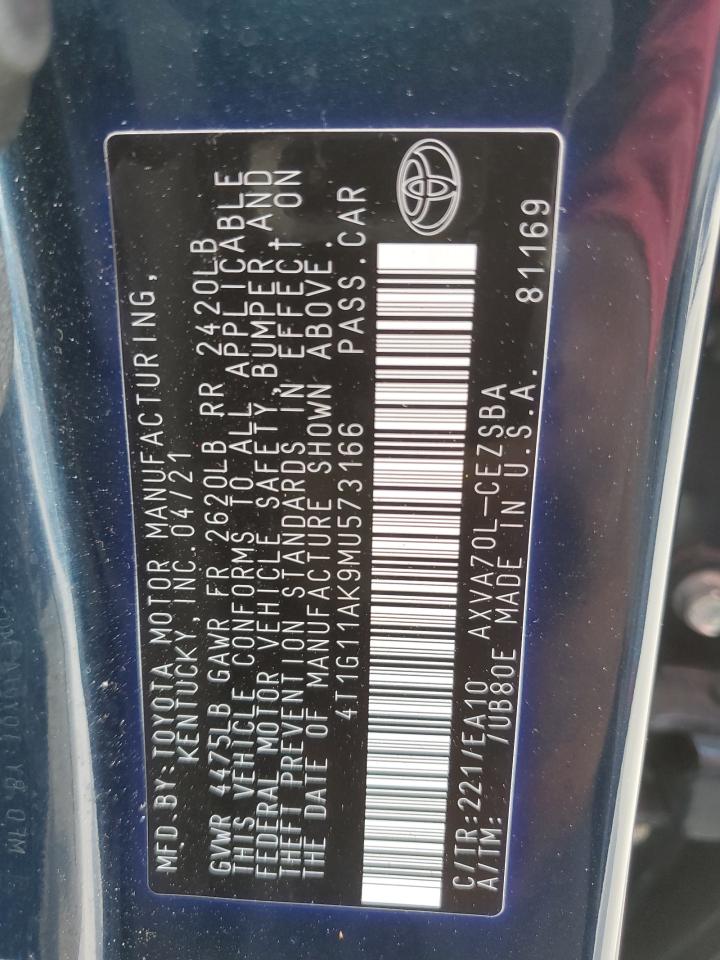 MFD.BY:TOYOTA MOTOR MANUFACTURING,
KENTUCKY,INC.04/21
GVWR 4475LB GAWR FR 2620LB RR 2420LB
THIS VEHICLE CONFORMS TO ALL APPLICABLE
FEDERAL MOTOR VEHICLE SAFETY,BUMPER,AND
THEFT PREVENTION STANDARDS IN EFFECT ON
THE DATE OF MANUFACTURE SHOWN ABOVE.
4T1G11AK9MU573166 PASS.CAR
C/TR:221/EA10 AXVA70L-CEZSBA
A/TM: /UB80E MADE IN U.S.A. 81169